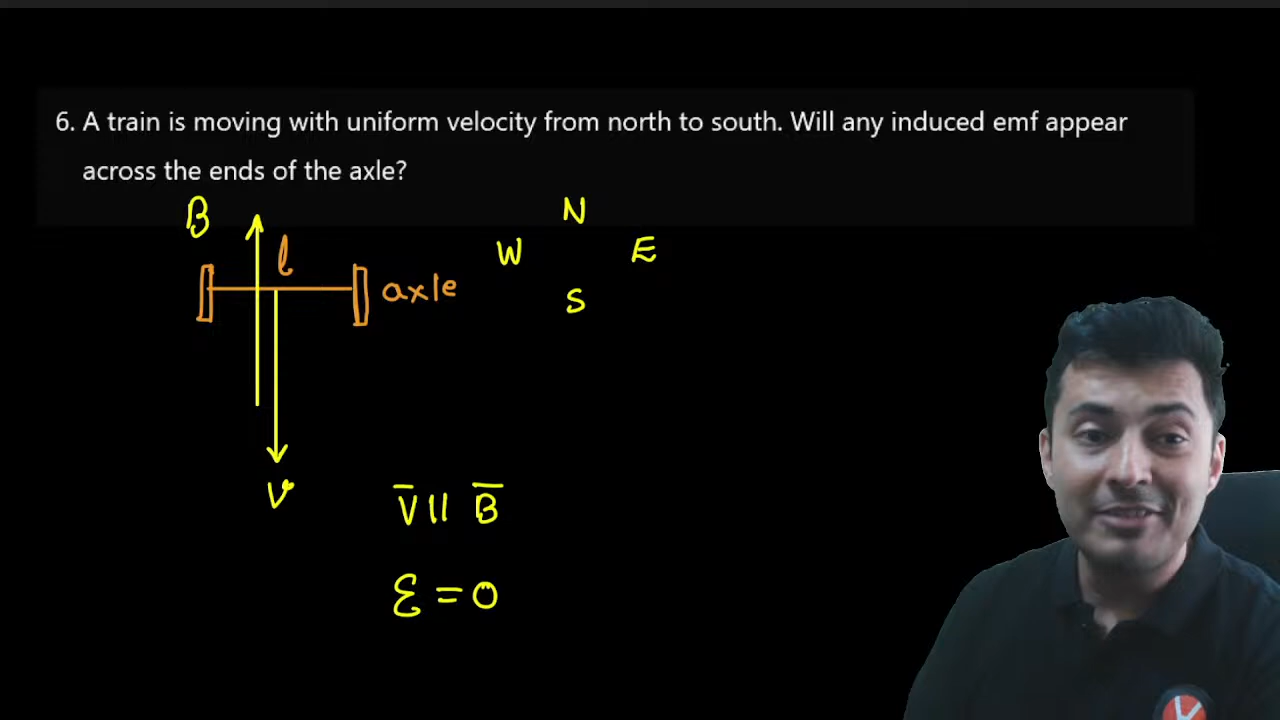 6. A train is moving with uniform velocity from north to south. Will any induced emf appear
across the ends of the axle?
B
l
axle
N
W E
S
V
V̅ || B̅
Ɛ = 0